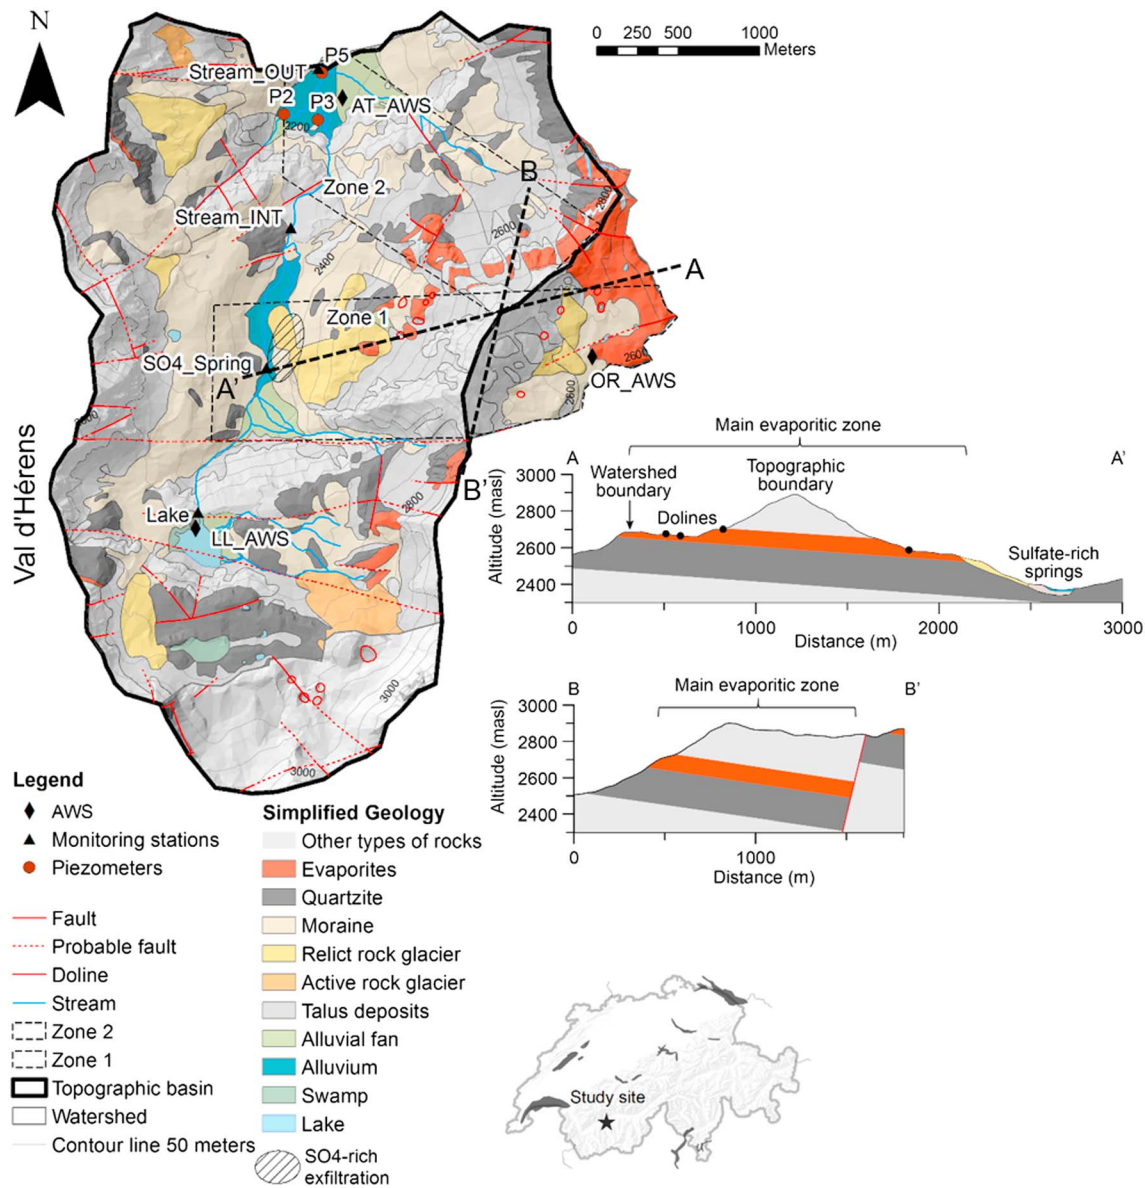 N
0 250 500 1000
Meters
P5
Stream_OUT
P2
P3
AT_AWS
2200
B
Zone 2
2800
Stream_INT
2600
2400
A
Zone 1
SO4_Spring
2600
A'
OR_AWS
2600
Val d'Hérens
B'
2800
Lake
LL_AWS
3000
3000
Main evaporitic zone
A
A'
Watershed
boundary
Topographic
boundary
Dolines
Sulfate-rich
springs
Altitude (masl)
3000
2800
2600
2400
0 1000 2000 3000
Distance (m)
B
Main evaporitic zone
B'
Altitude (masl)
3000
2800
2600
2400
0 1000
Distance (m)
Legend
AWS
Monitoring stations
Piezometers
Fault
Probable fault
Doline
Stream
Zone 2
Zone 1
Topographic basin
Watershed
Contour line 50 meters
Simplified Geology
Other types of rocks
Evaporites
Quartzite
Moraine
Relict rock glacier
Active rock glacier
Talus deposits
Alluvial fan
Alluvium
Swamp
Lake
SO4-rich
exfiltration
Study site